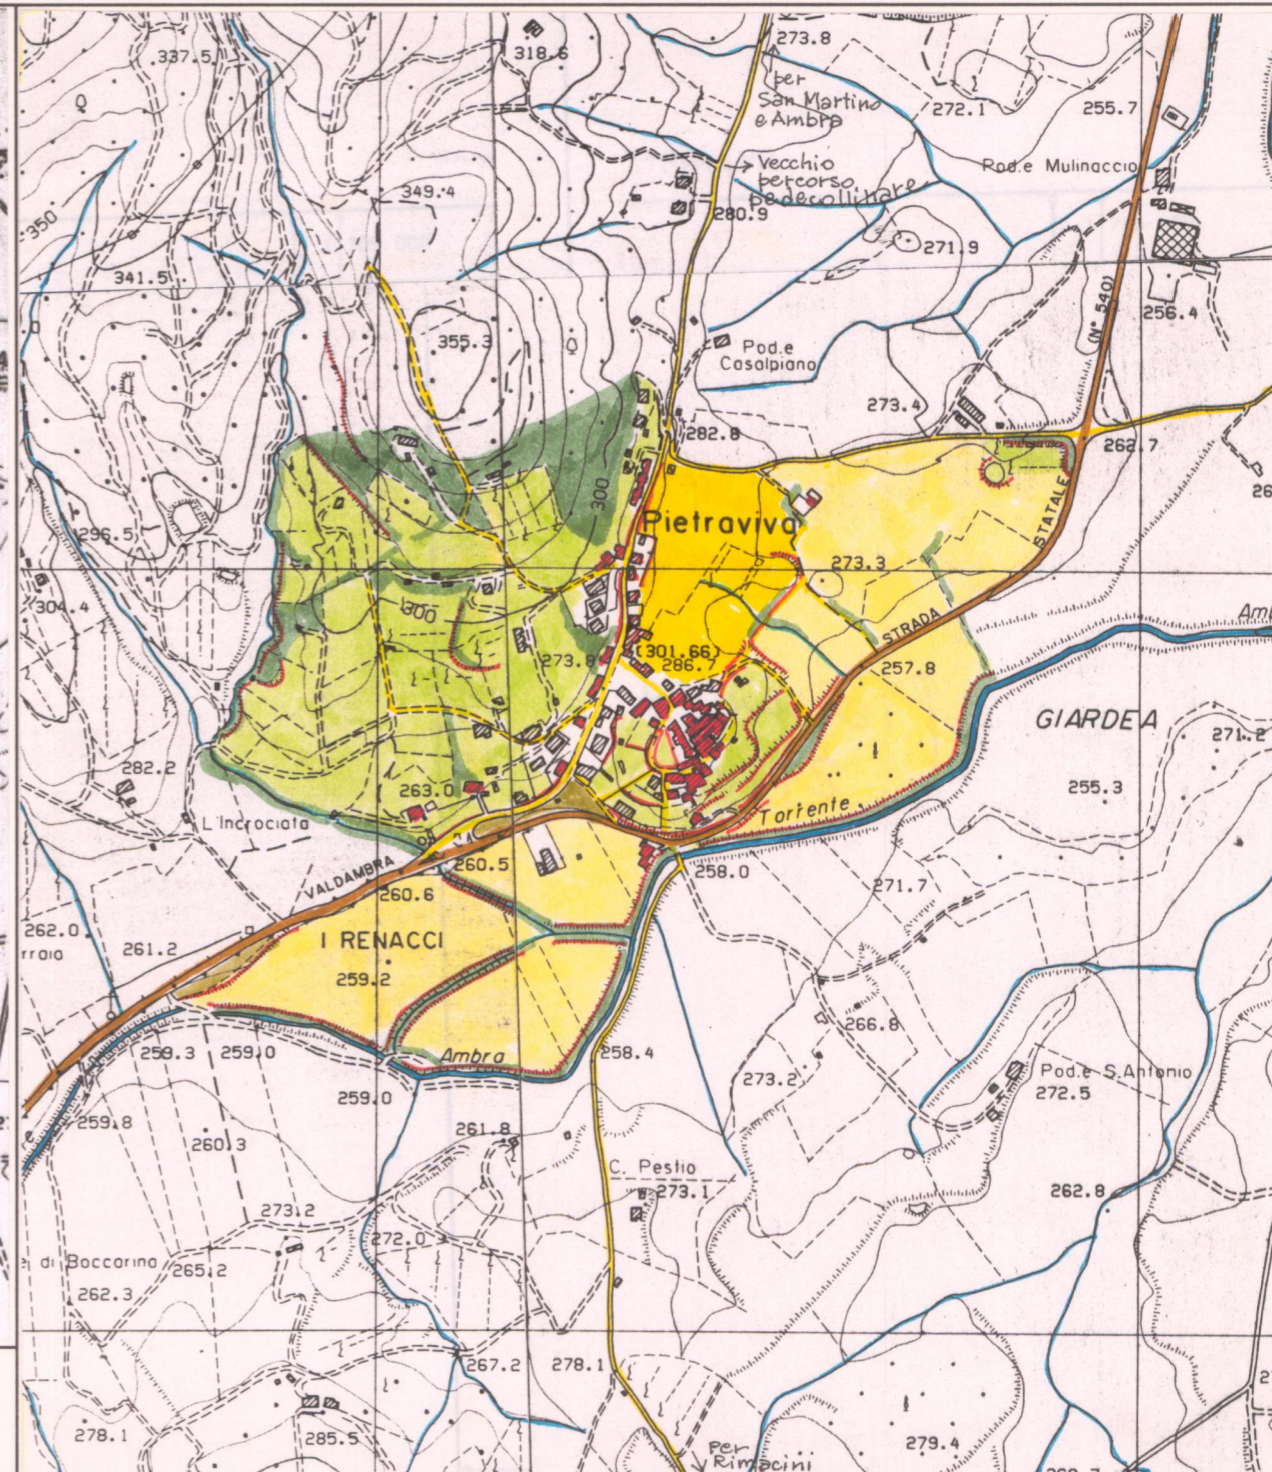 337.5
318.6
273.8
per
San Martino
e Ambra
272.1
255.7
Vecchio
percorso
pedecollinare
Pod.e Mulinaccio
349.4
280.9
350
271.9
341.5
(N° 540)
256.4
355.3
Pod.e
Casalpiano
273.4
282.8
262.7
300
STATALE
Pietraviva
296.5
273.3
304.4
300
STRADA
273.8
(301.66)
286.7
257.8
GIARDEA
271.2
282.2
263.0
255.3
L'Incrociata
Torrente
VALDAMBRA
260.5
258.0
260.6
271.7
262.0
261.2
I RENACCI
259.2
266.8
259.3
259.0
Ambra
258.4
273.2
Pod.e S.Antonio
272.5
259.0
259.8
260.3
261.8
C. Pestio
273.1
262.8
273.2
272.0
di Boccarina
265.2
262.3
267.2
278.1
278.1
285.5
per
Rimacini
279.4